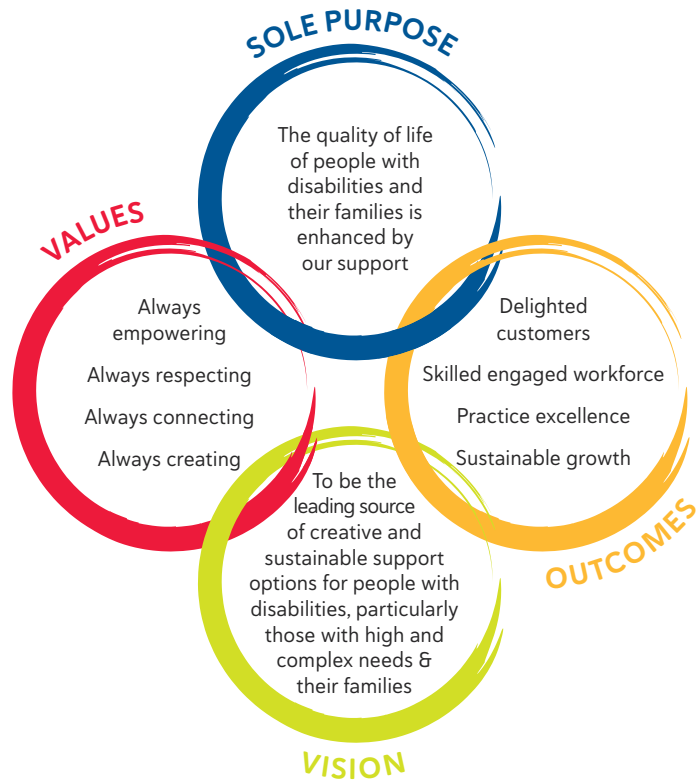 SOLE PURPOSE
The quality of life
of people with
disabilities and
their families is
enhanced by
our support
VALUES
Always
empowering
Always respecting
Always connecting
Always creating
Delighted
customers
Skilled engaged workforce
Practice excellence
Sustainable growth
OUTCOMES
To be the
leading source
of creative and
sustainable support
options for people with
disabilities, particularly
those with high and
complex needs &
their families
VISION